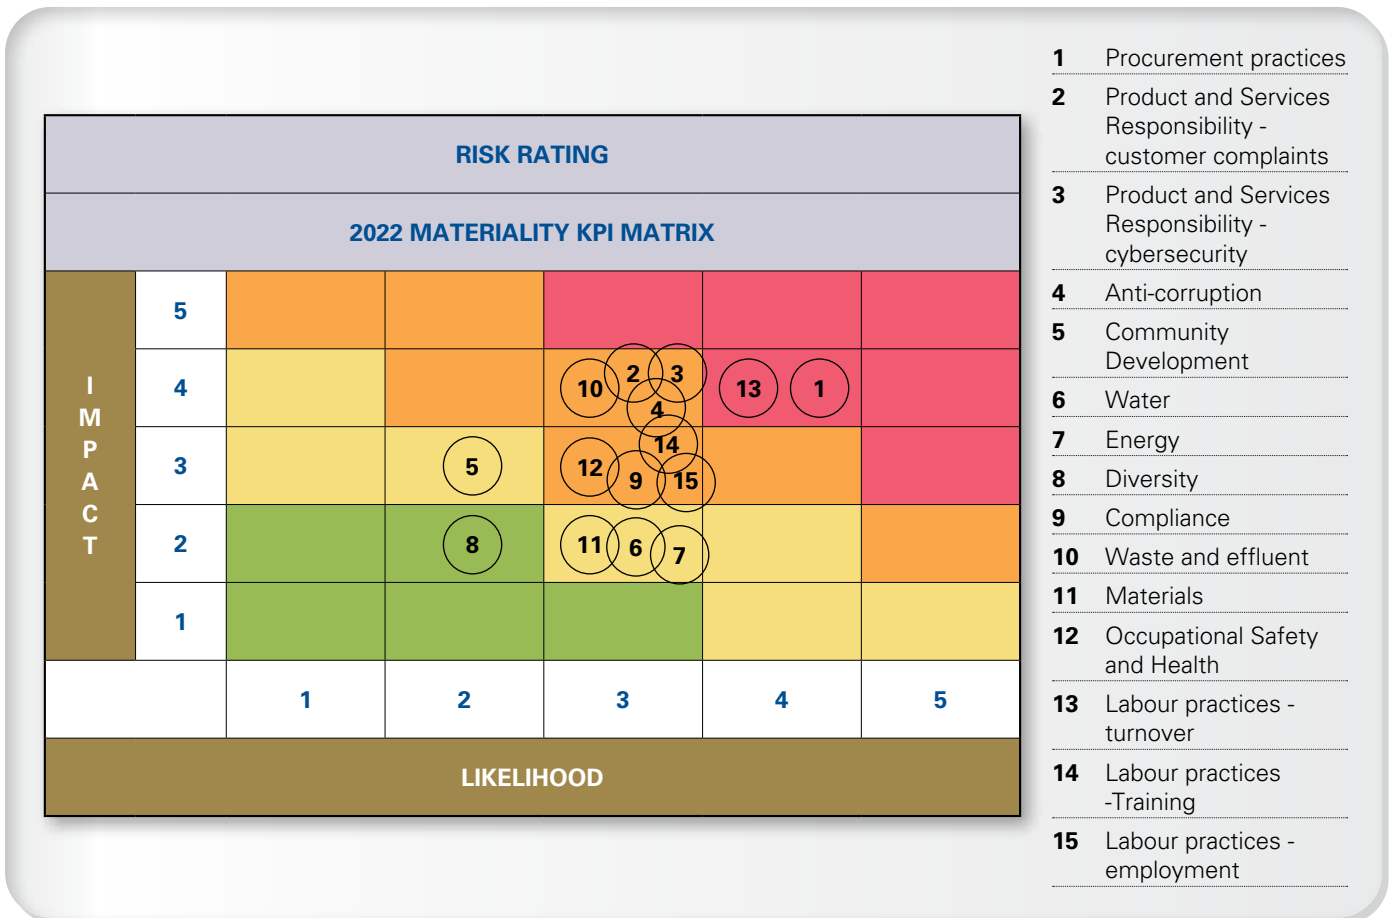 RISK RATING
2022 MATERIALITY KPI MATRIX
I
M
P
A
C
T
5
4
10
2
3
4
13
1
3
5
12
14
9
15
2
8
11
6
7
1
1
2
3
4
5
LIKELIHOOD
1 Procurement practices
2 Product and Services
Responsibility -
customer complaints
3 Product and Services
Responsibility -
cybersecurity
4 Anti-corruption
5 Community
Development
6 Water
7 Energy
8 Diversity
9 Compliance
10 Waste and effluent
11 Materials
12 Occupational Safety
and Health
13 Labour practices -
turnover
14 Labour practices
-Training
15 Labour practices -
employment